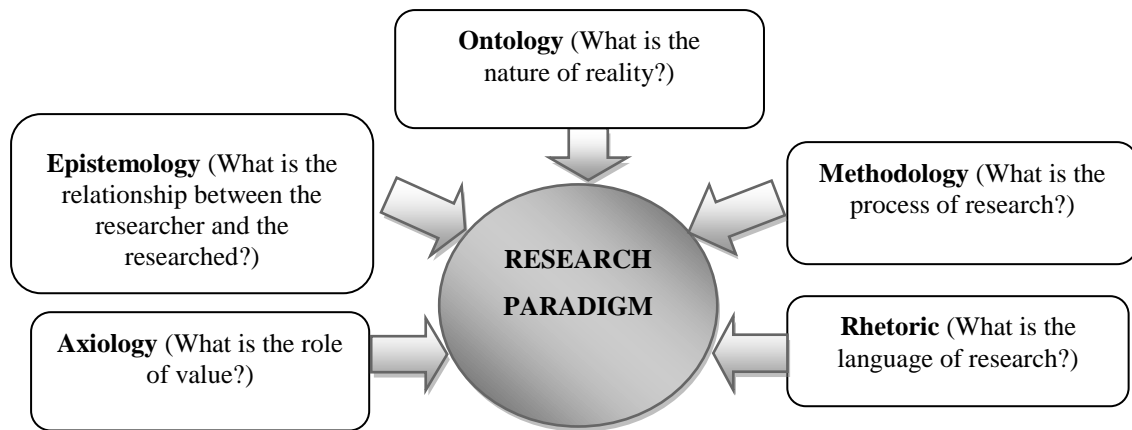 Ontology (What is the
nature of reality?)
Epistemology (What is the
relationship between the
researcher and the
researched?)
Methodology (What is the
process of research?)
RESEARCH
PARADIGM
Axiology (What is the role
of value?)
Rhetoric (What is the
language of research?)